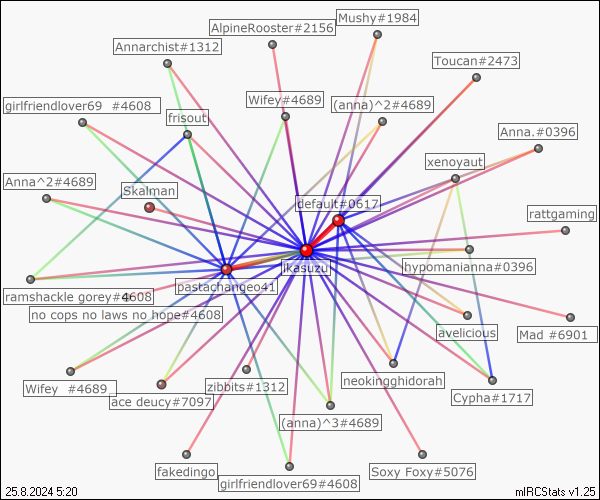 Mushy#1984
AlpineRooster#2156
Annarchist#1312
Toucan#2473
girlfriendlover69   #4608
Wifey#4689
(anna)^2#4689
frisout
Anna.#0396
xenoyaut
Anna^2#4689
Skalman
default#0617
rattgaming
ikasuzu
hypomanianna#0396
pastachange041
ramshackle gorey#4608
no cops no laws no hope#4608
avelicious
Mad #6901
Wifey  #4689
zibbits#1312
neokingghidorah
ace deucy#7097
Cypha#1717
(anna)^3#4689
fakedingo
girlfriendlover69#4608
Soxy Foxy#5076
25.8.2024 5:20
mIRCStats v1.25